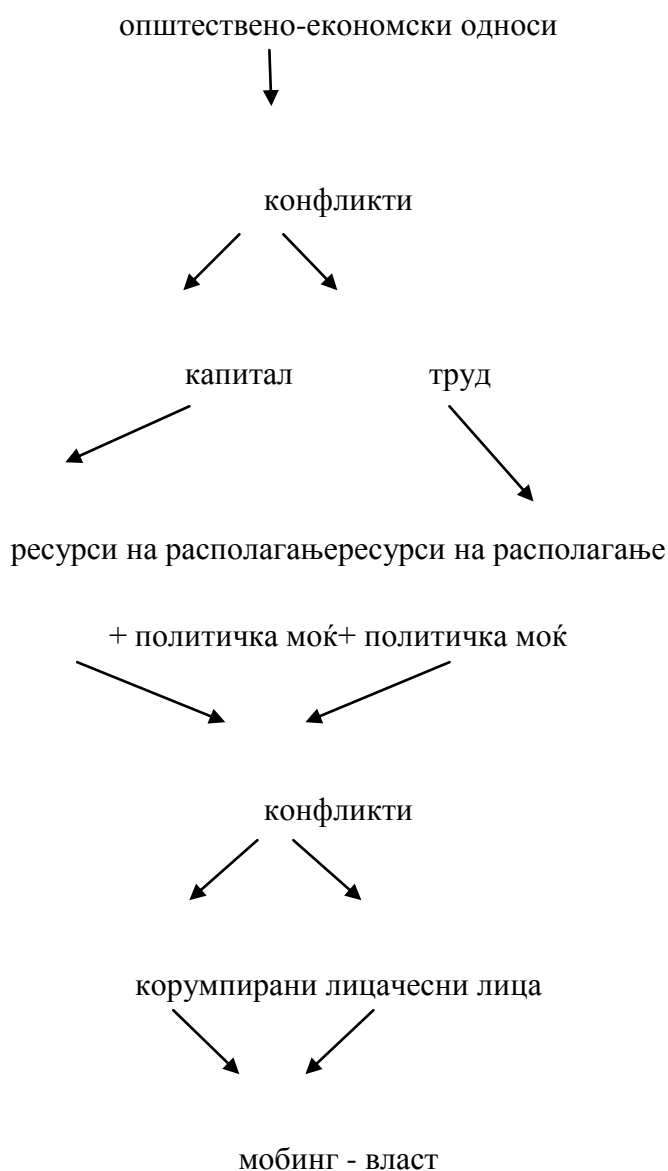 општествено-економски односи
конфликти
капитал труд
ресурси на располагањересурси на располагање
+ политичка моќ+ политичка моќ
конфликти
корумпирани лицачесни лица
мобинг - власт